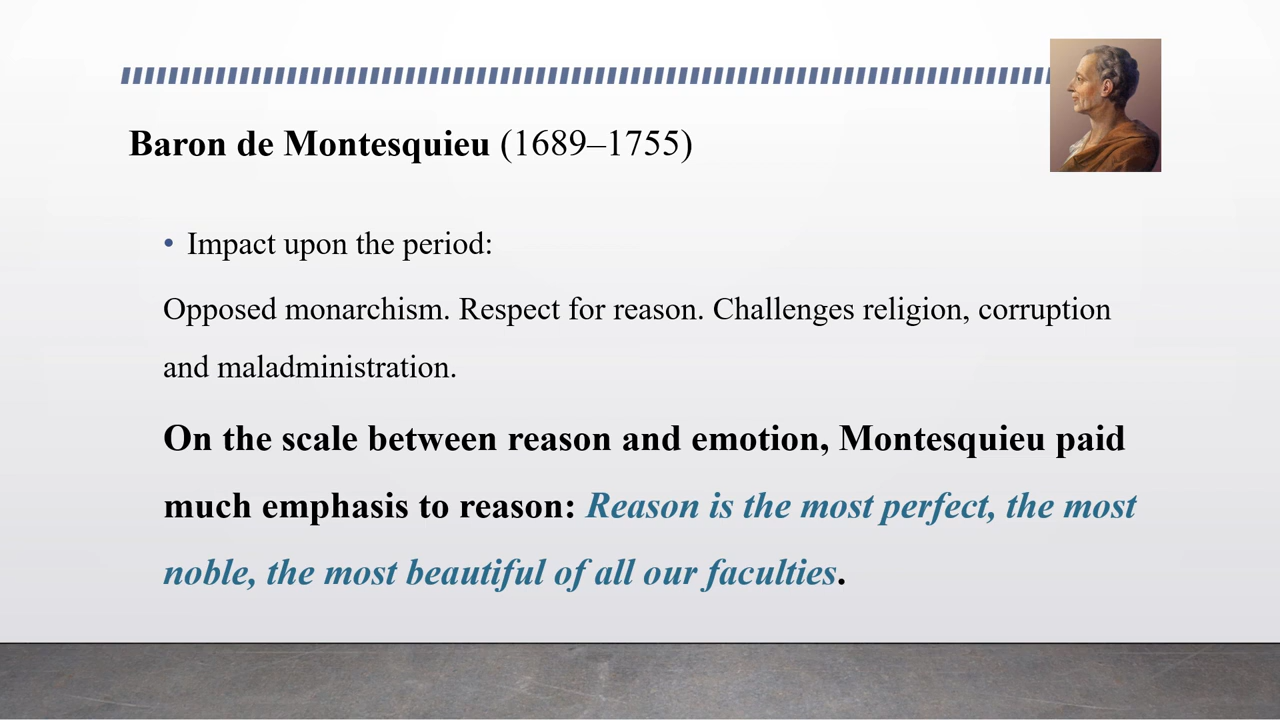 Baron de Montesquieu (1689–1755)
• Impact upon the period:
Opposed monarchism. Respect for reason. Challenges religion, corruption
and maladministration.
On the scale between reason and emotion, Montesquieu paid
much emphasis to reason: Reason is the most perfect, the most
noble, the most beautiful of all our faculties.